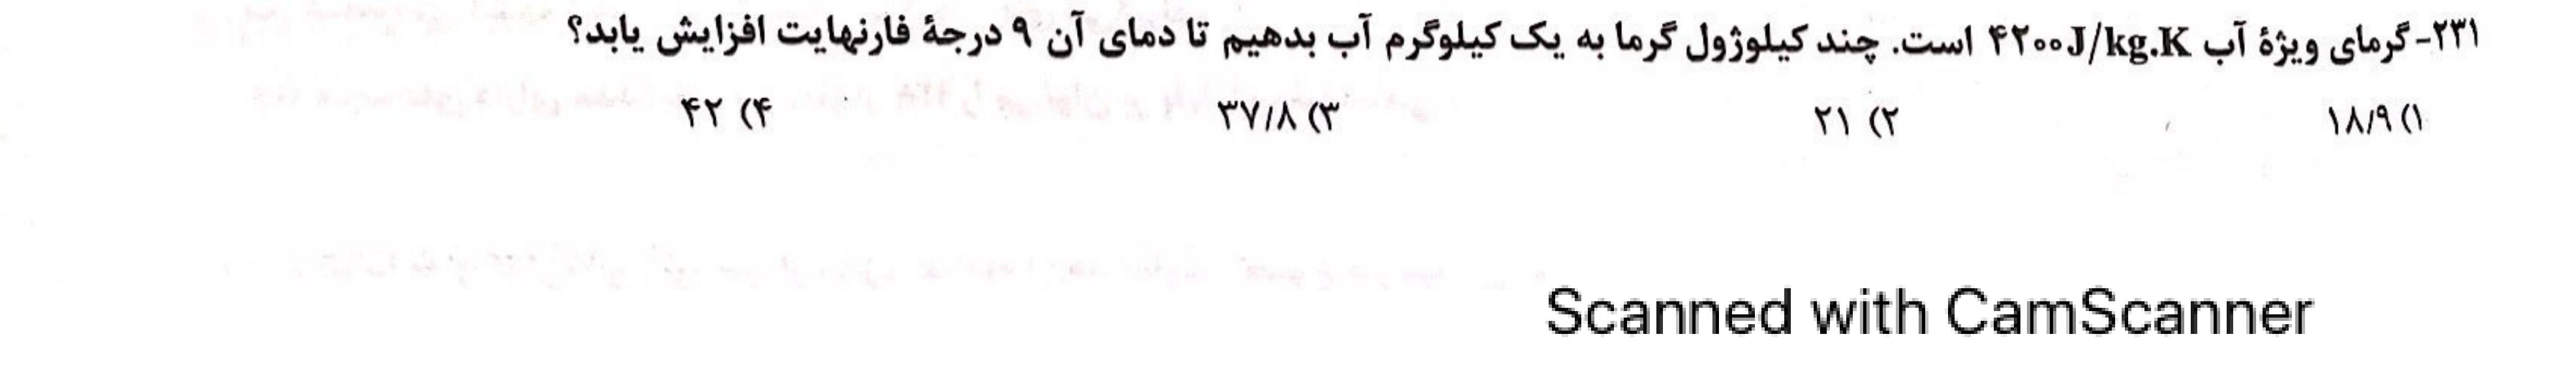 ۲۳۱- گرمای ویژهٔ آب ۴۲۰۰J/kg.K است. چند کیلوژول گرما به یک کیلوگرم آب بدهیم تا دمای آن ۹ درجهٔ فارنهایت افزایش یابد؟
۱) ۱۸/۹ ۲) ۲۱ ۳) ۳۷/۸ ۴) ۴۲
Scanned with CamScanner